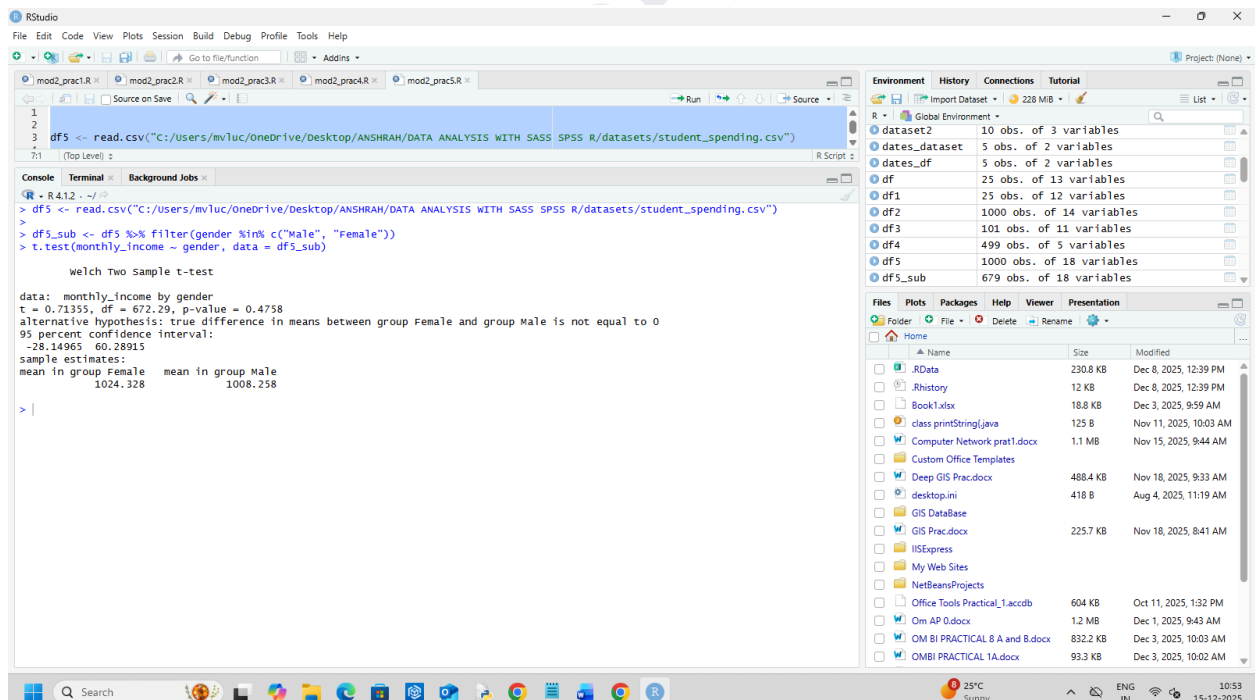 RStudio
File Edit Code View Plots Session Build Debug Profile Tools Help
Go to file/function
Addins
Project: (None)
mod2_prac1.R
mod2_prac2.R
mod2_prac3.R
mod2_prac4.R
mod2_prac5.R
Source on Save
Run
Source
1
2
3 df5 <- read.csv("C:/Users/mvluc/OneDrive/Desktop/ANSHRAH/DATA ANALYSIS WITH SASS SPSS R/datasets/student_spending.csv")
7:1 (Top Level) R Script
Console Terminal Background Jobs
R 4.1.2 · ~/
> df5 <- read.csv("C:/Users/mvluc/OneDrive/Desktop/ANSHRAH/DATA ANALYSIS WITH SASS SPSS R/datasets/student_spending.csv")
>
> df5_sub <- df5 %>% filter(gender %in% c("Male", "Female"))
> t.test(monthly_income ~ gender, data = df5_sub)
Welch Two Sample t-test
data: monthly_income by gender
t = 0.71355, df = 672.29, p-value = 0.4758
alternative hypothesis: true difference in means between group Female and group Male is not equal to 0
95 percent confidence interval:
-28.14965 60.28915
sample estimates:
mean in group Female mean in group Male
1024.328 1008.258
>
Environment History Connections Tutorial
Import Dataset 228 MiB List
R Global Environment
dataset2 10 obs. of 3 variables
dates_dataset 5 obs. of 2 variables
dates_df 5 obs. of 2 variables
df 25 obs. of 13 variables
df1 25 obs. of 12 variables
df2 1000 obs. of 14 variables
df3 101 obs. of 11 variables
df4 499 obs. of 5 variables
df5 1000 obs. of 18 variables
df5_sub 679 obs. of 18 variables
Files Plots Packages Help Viewer Presentation
Folder File Delete Rename
Home
Name Size Modified
.RData 230.8 KB Dec 8, 2025, 12:39 PM
.Rhistory 12 KB Dec 8, 2025, 12:39 PM
Book1.xlsx 18.8 KB Dec 3, 2025, 9:59 AM
class printString{.java 125 B Nov 11, 2025, 10:03 AM
Computer Network prat1.docx 1.1 MB Nov 15, 2025, 9:44 AM
Custom Office Templates
Deep GIS Prac.docx 488.4 KB Nov 18, 2025, 9:33 AM
desktop.ini 418 B Aug 4, 2025, 11:19 AM
GIS DataBase
GIS Prac.docx 225.7 KB Nov 18, 2025, 8:41 AM
IISExpress
My Web Sites
NetBeansProjects
Office Tools Practical_1.accdb 604 KB Oct 11, 2025, 1:32 PM
Om AP 0.docx 1.2 MB Dec 1, 2025, 9:43 AM
OM BI PRACTICAL 8 A and B.docx 832.2 KB Dec 3, 2025, 10:03 AM
OMBI PRACTICAL 1A.docx 93.3 KB Dec 3, 2025, 10:02 AM
Search
8
25°C
Sunny
ENG
IN
10:53
15-12-2025